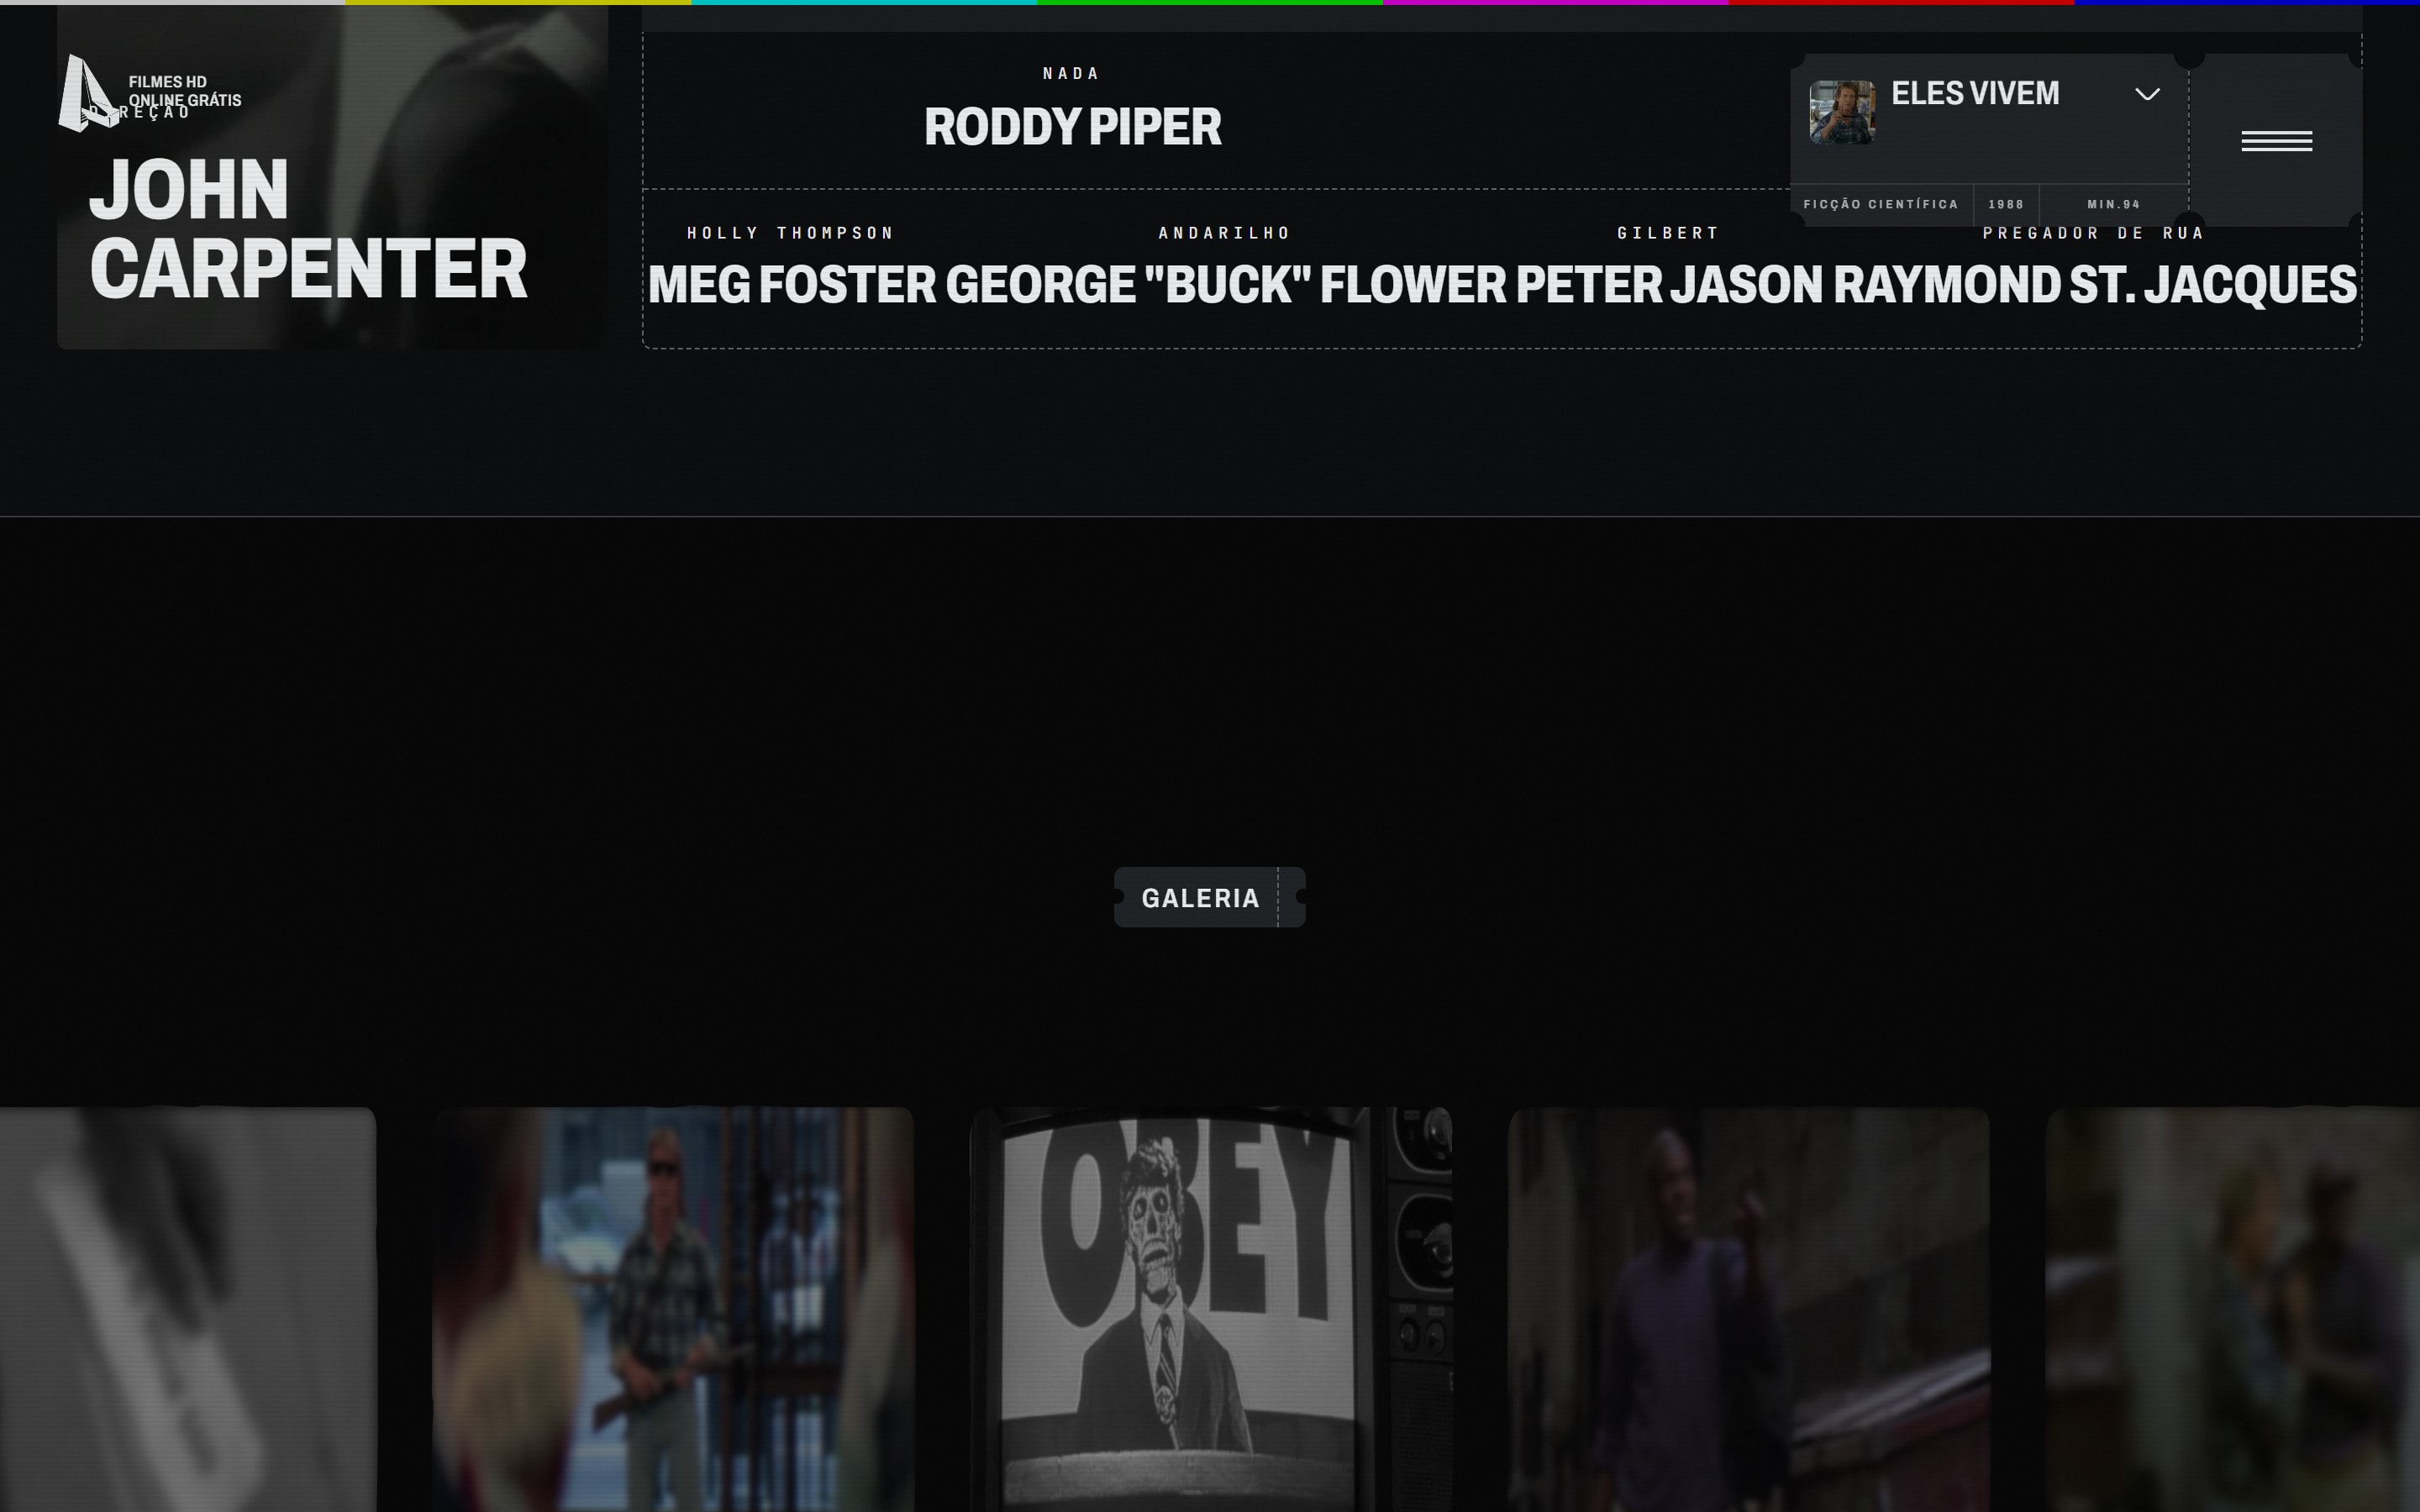 FILMES HD
ONLINE GRÁTIS
DIREÇÃO
JOHN
CARPENTER
NADA
RODDY PIPER
ELES VIVEM
FICÇÃO CIENTÍFICA 1988 MIN.94
HOLLY THOMPSON ANDARILHO GILBERT PREGADOR DE RUA
MEG FOSTER GEORGE "BUCK" FLOWER PETER JASON RAYMOND ST. JACQUES
GALERIA
OBEY